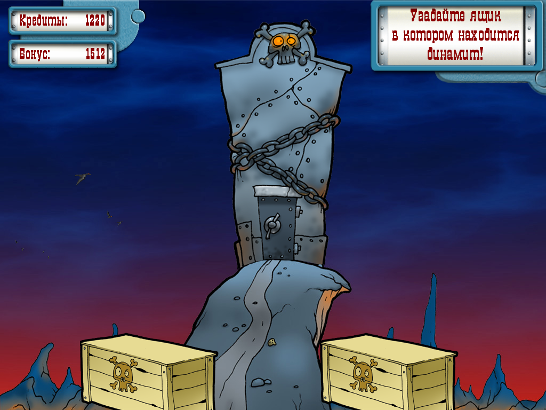 Кредиты: 1220
Бонус: 1512
Угадайте ящик
в котором находится
динамит!